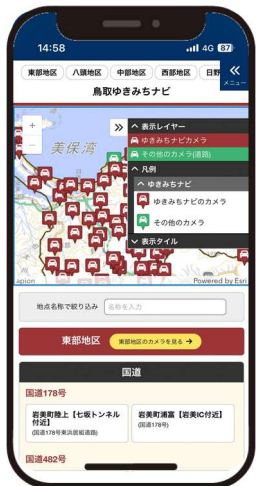 14:58
4G 87
東部地区 八頭地区 中部地区 西部地区 日野
メニュー
鳥取ゆきみちナビ
美保湾
表示レイヤー
ゆきみちナビカメラ
その他のカメラ(道路)
凡例
ゆきみちナビ
ゆきみちナビのカメラ
その他のカメラ
表示タイル
apion
Powered by Esri
地点名称で絞り込み 名称を入力
東部地区 東部地区のカメラを見る →
国道
国道178号
岩美町陸上【七坂トンネル
付近】
(国道178号東浜居組道路)
岩美町浦富【岩美IC付近】
(国道178号)
国道482号